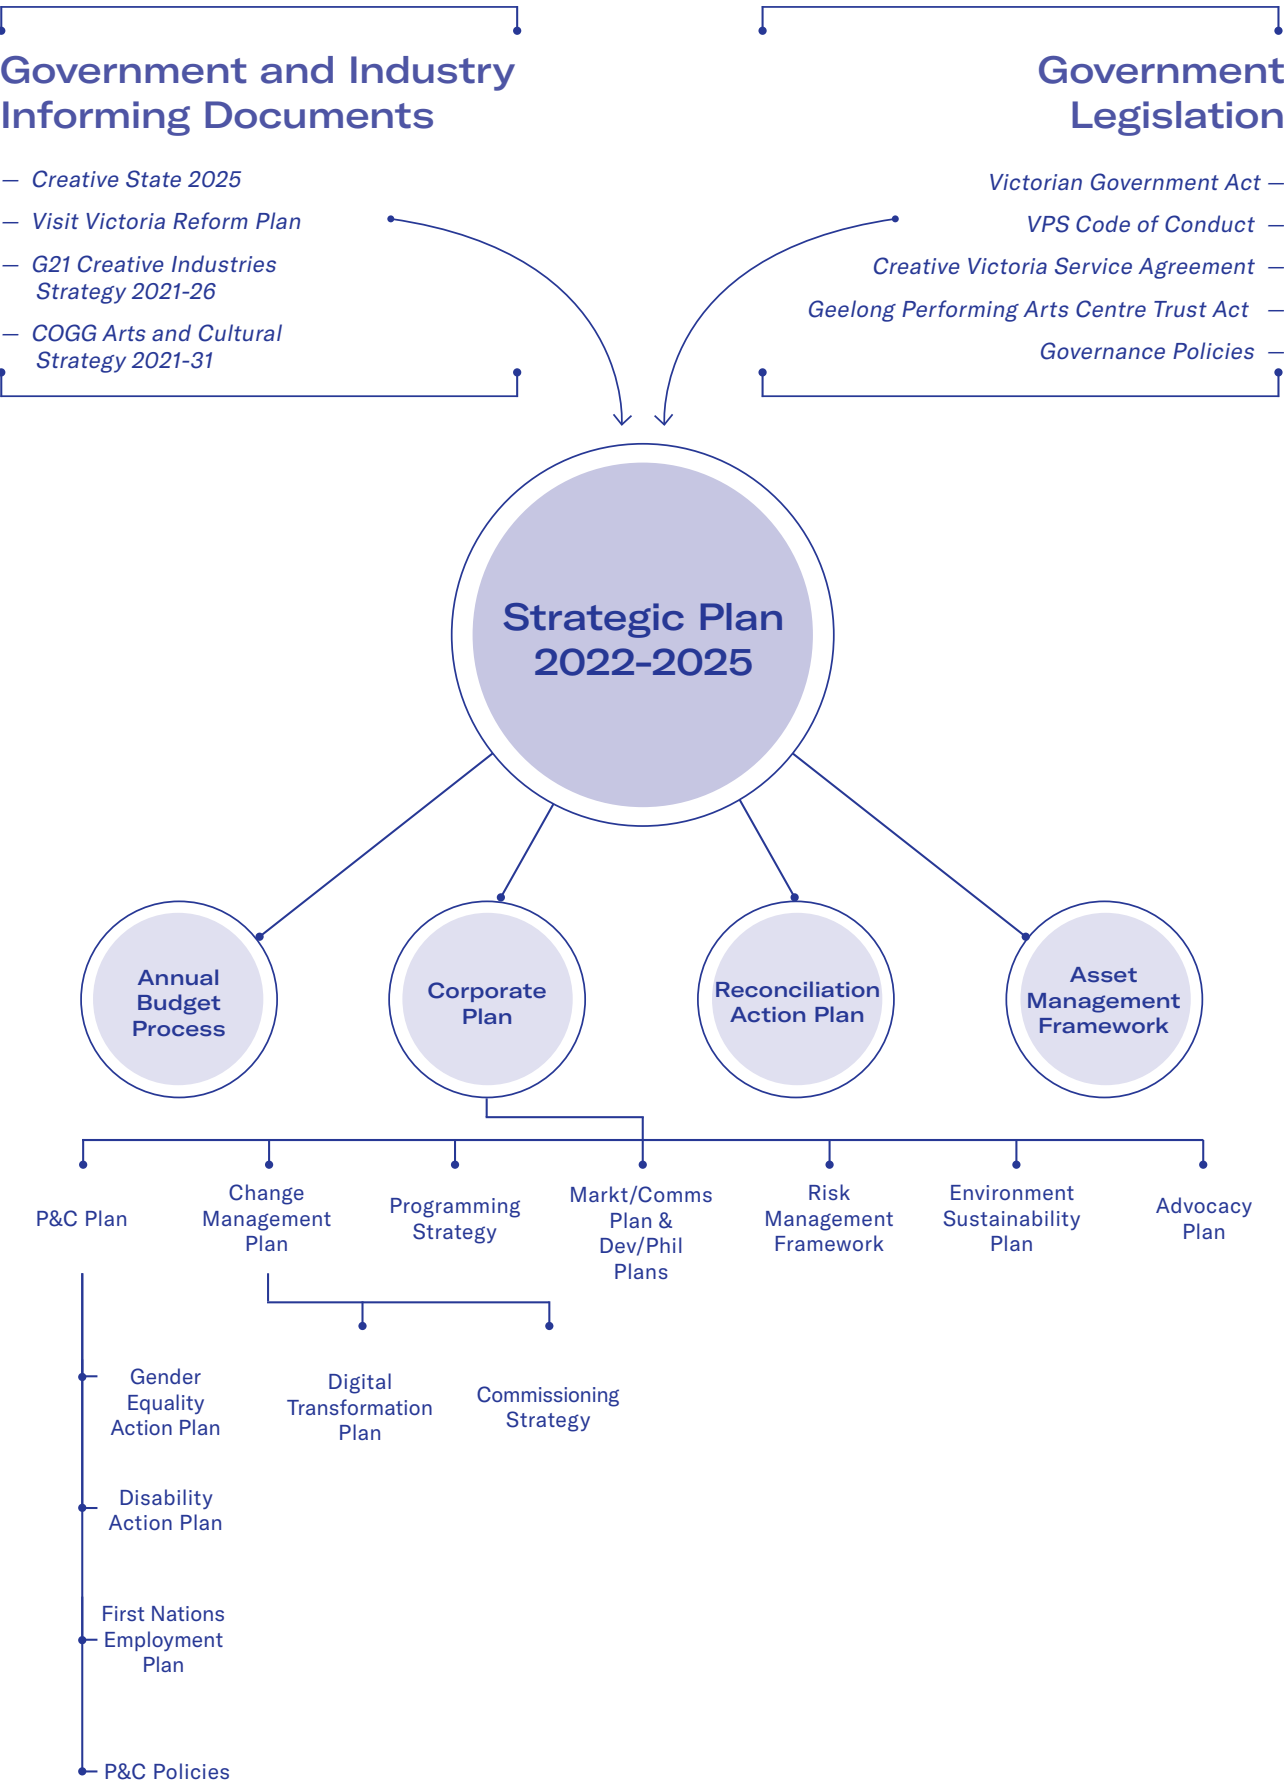 Government and Industry
Informing Documents
— Creative State 2025
— Visit Victoria Reform Plan
— G21 Creative Industries
Strategy 2021-26
— COGG Arts and Cultural
Strategy 2021-31
Government
Legislation
Victorian Government Act —
VPS Code of Conduct —
Creative Victoria Service Agreement —
Geelong Performing Arts Centre Trust Act —
Governance Policies —
Strategic Plan
2022-2025
Annual
Budget
Process
Corporate
Plan
Reconciliation
Action Plan
Asset
Management
Framework
P&C Plan
Change
Management
Plan
Programming
Strategy
Markt/Comms
Plan &
Dev/Phil
Plans
Risk
Management
Framework
Environment
Sustainability
Plan
Advocacy
Plan
Gender
Equality
Action Plan
Digital
Transformation
Plan
Commissioning
Strategy
Disability
Action Plan
First Nations
Employment
Plan
P&C Policies